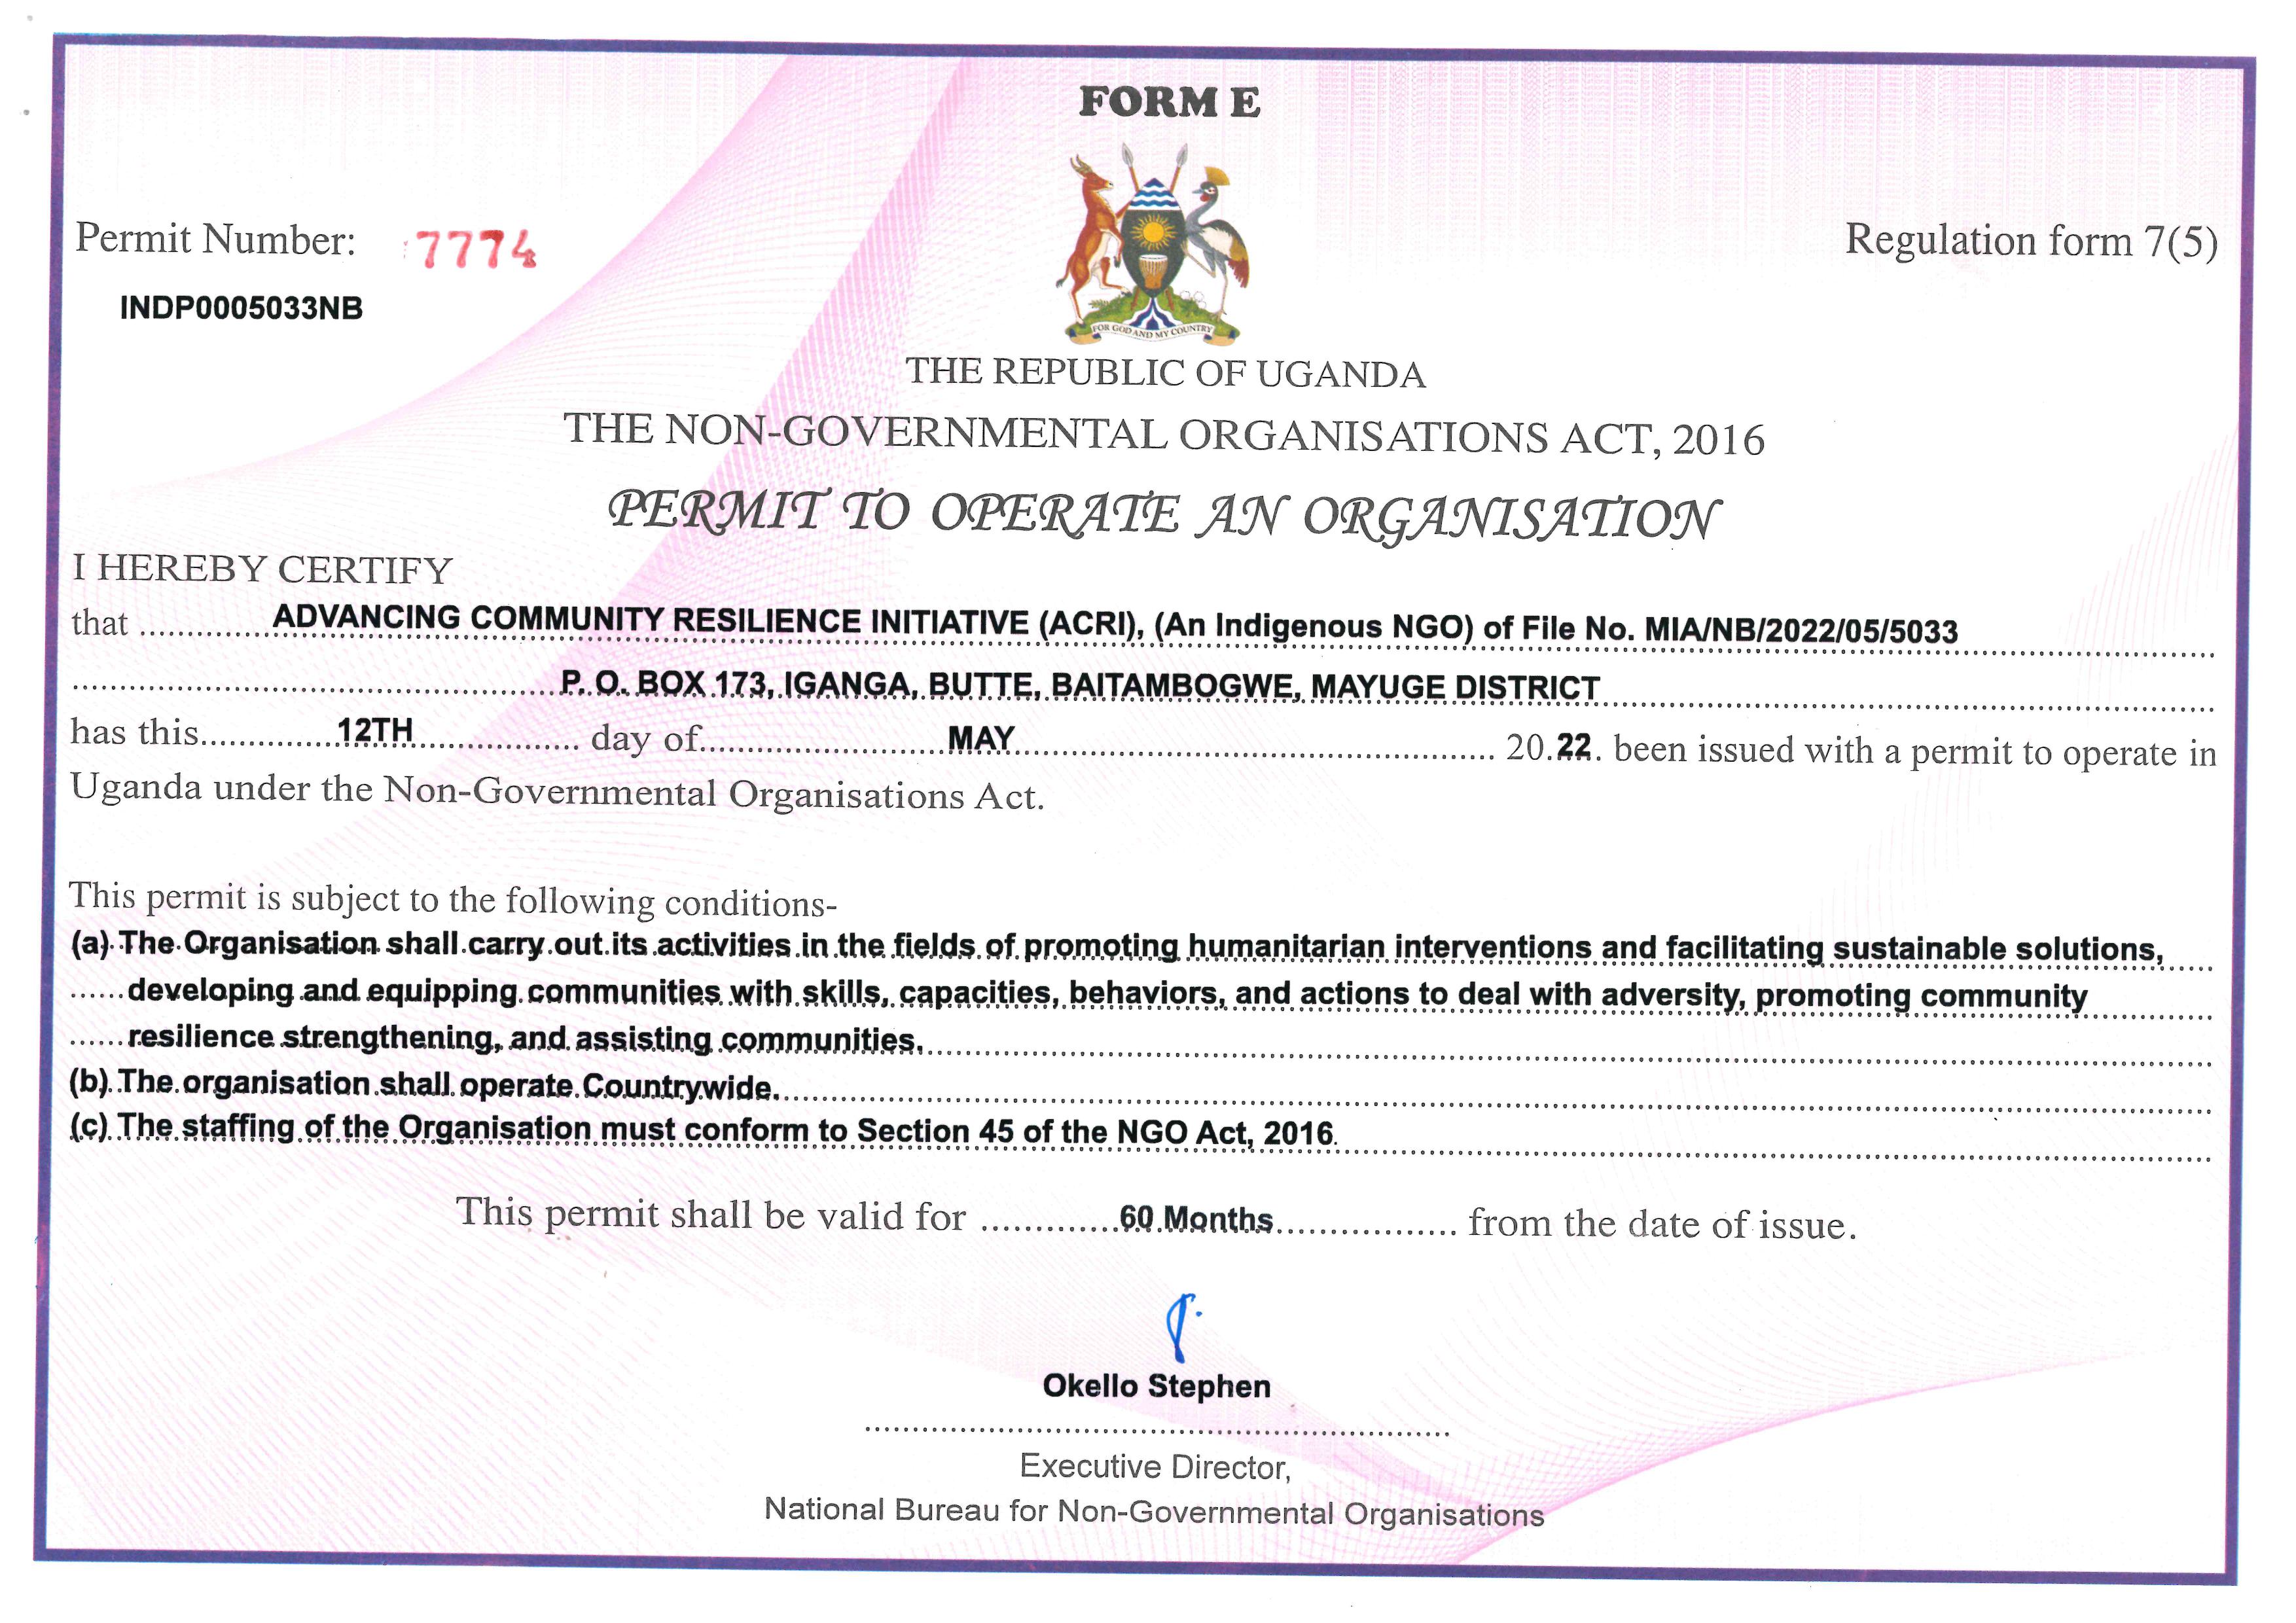 FORM E
FOR GOD AND MY COUNTRY
Permit Number: 7774
Regulation form 7(5)
INDP0005033NB
THE REPUBLIC OF UGANDA
THE NON-GOVERNMENTAL ORGANISATIONS ACT, 2016
PERMIT TO OPERATE AN ORGANISATION
I HEREBY CERTIFY
that ADVANCING COMMUNITY RESILIENCE INITIATIVE (ACRI), (An Indigenous NGO) of File No. MIA/NB/2022/05/5033
P. O. BOX 173, IGANGA, BUTTE, BAITAMBOGWE, MAYUGE DISTRICT
has this 12TH day of MAY 20 22. been issued with a permit to operate in
Uganda under the Non-Governmental Organisations Act.
This permit is subject to the following conditions-
(a) The Organisation shall carry out its activities in the fields of promoting humanitarian interventions and facilitating sustainable solutions,
developing and equipping communities with skills, capacities, behaviors, and actions to deal with adversity, promoting community
resilience strengthening, and assisting communities.
(b) The organisation shall operate Countrywide.
(c) The staffing of the Organisation must conform to Section 45 of the NGO Act, 2016.
This permit shall be valid for 60 Months from the date of issue.
Okello Stephen
Executive Director,
National Bureau for Non-Governmental Organisations